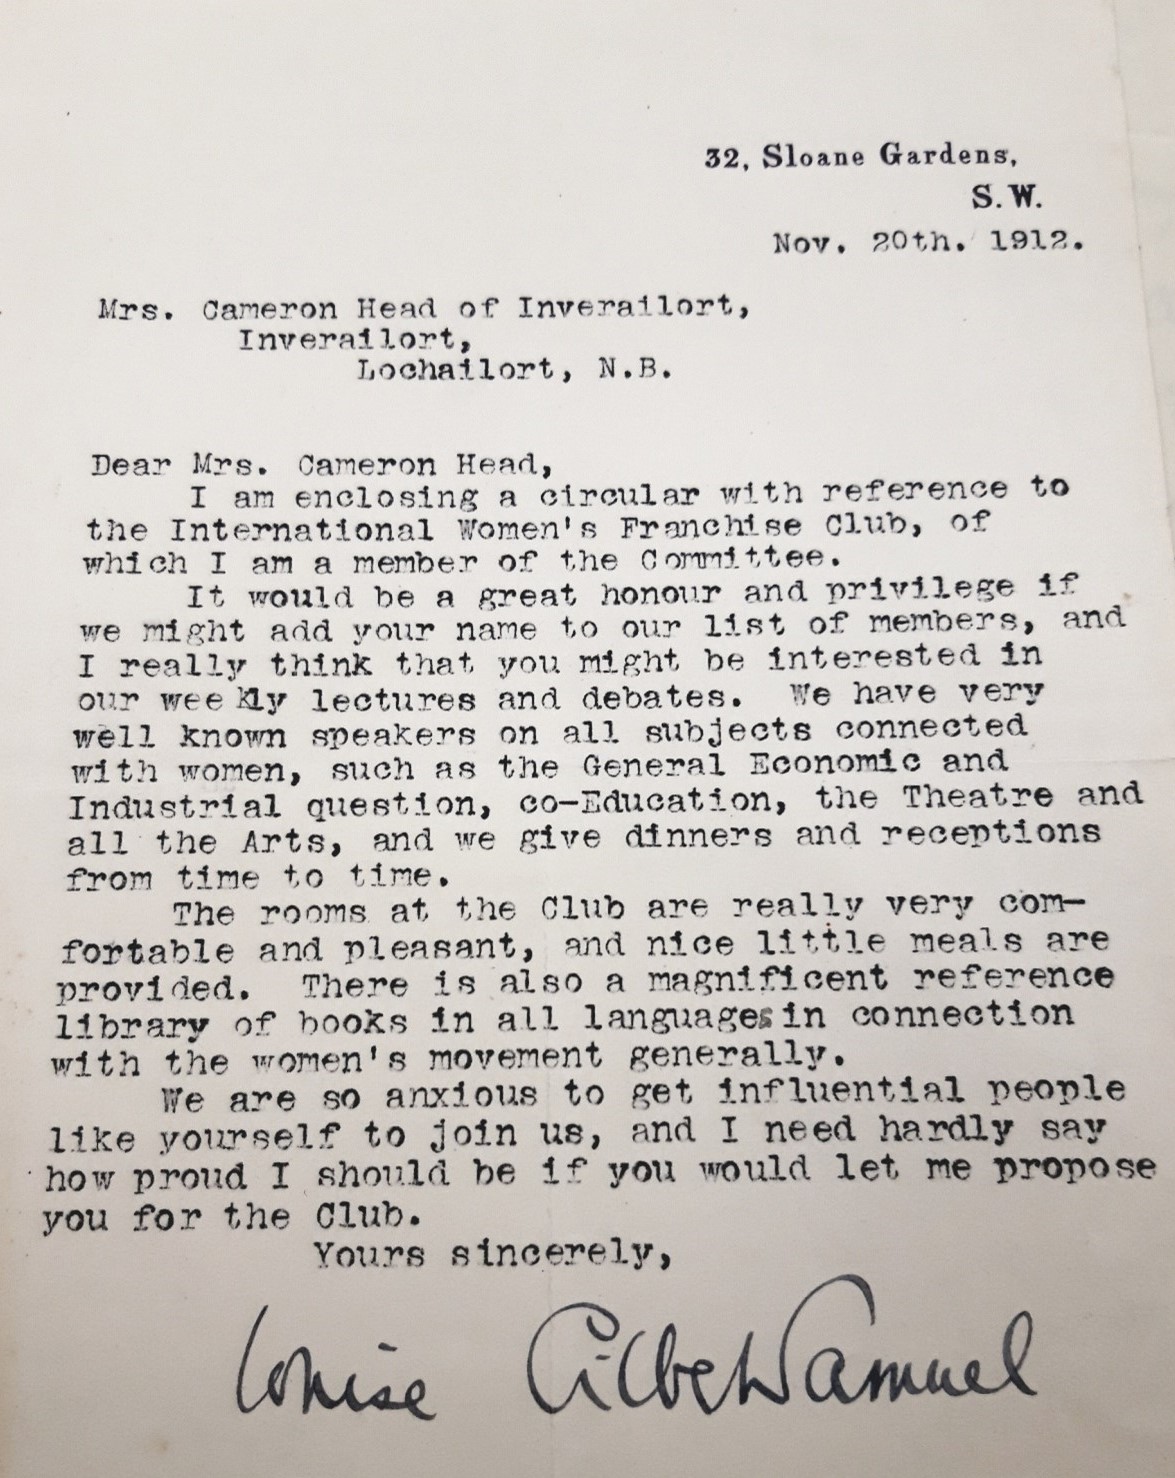 32, Sloane Gardens,
S.W.
Nov. 20th. 1912.
Mrs. Cameron Head of Inverailort,
Inverailort,
Lochailort, N.B.
Dear Mrs. Cameron Head,
I am enclosing a circular with reference to
the International Women's Franchise Club, of
which I am a member of the Committee.
It would be a great honour and privilege if
we might add your name to our list of members, and
I really think that you might be interested in
our weekly lectures and debates. We have very
well known speakers on all subjects connected
with women, such as the General Economic and
Industrial question, co-Education, the Theatre and
all the Arts, and we give dinners and receptions
from time to time.
The rooms at the Club are really very com-
fortable and pleasant, and nice little meals are
provided. There is also a magnificent reference
library of books in all languages in connection
with the women's movement generally.
We are so anxious to get influential people
like yourself to join us, and I need hardly say
how proud I should be if you would let me propose
you for the Club.
Yours sincerely,
Louise Gilbert Samuel